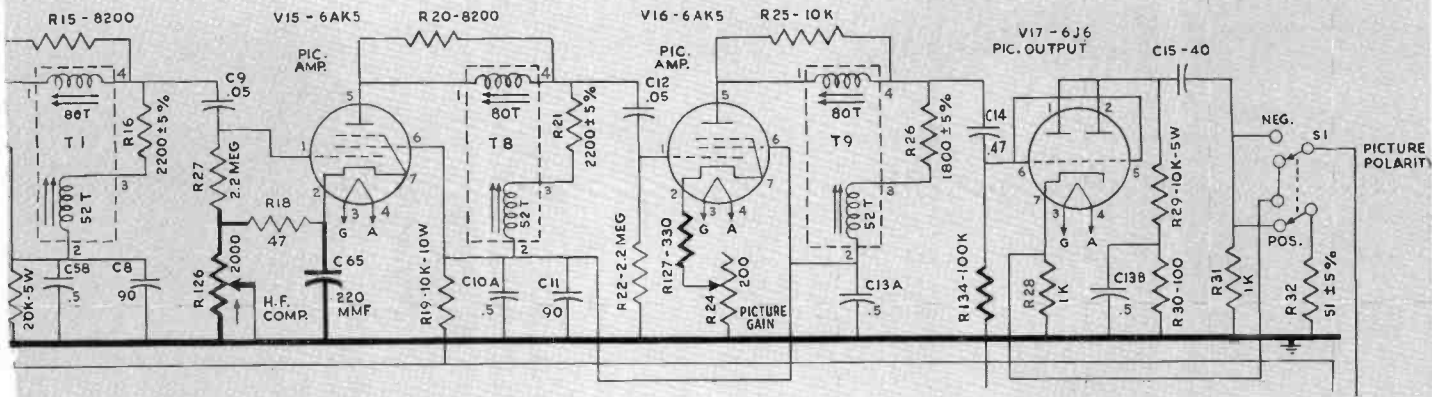 R15-8200
V15-6AK5
R20-8200
V16-6AK5
R25-10K
V17-6J6
PIC. OUTPUT
C15-40
PIC.
AMP.
PIC.
AMP.
4
C9
.05
1
80T
T1
R16
2200±5%
3
52T
2
R27
2.2 MEG
R18
47
R126
2000
H.F.
COMP.
C65
220
MMF
20K-5W
C58
.5
C8
90
5
1
6
2
7
3
4
G
A
1
4
80T
T8
R21
2200±5%
3
52T
2
R19-10K-10W
C10A
.5
C11
90
C12
.05
R22-2.2MEG
5
1
6
2
7
3
4
G
A
R127-330
R24
200
PICTURE
GAIN
1
4
80T
T9
R26
1800±5%
3
52T
2
C13A
.5
C14
.47
R134-100K
1
2
6
5
7
3
4
G
A
R28
1K
C13B
.5
R29-10K-5W
R30-100
R31
1K
NEG.
S1
PICTURE
POLARITY
POS.
R32
51±5%